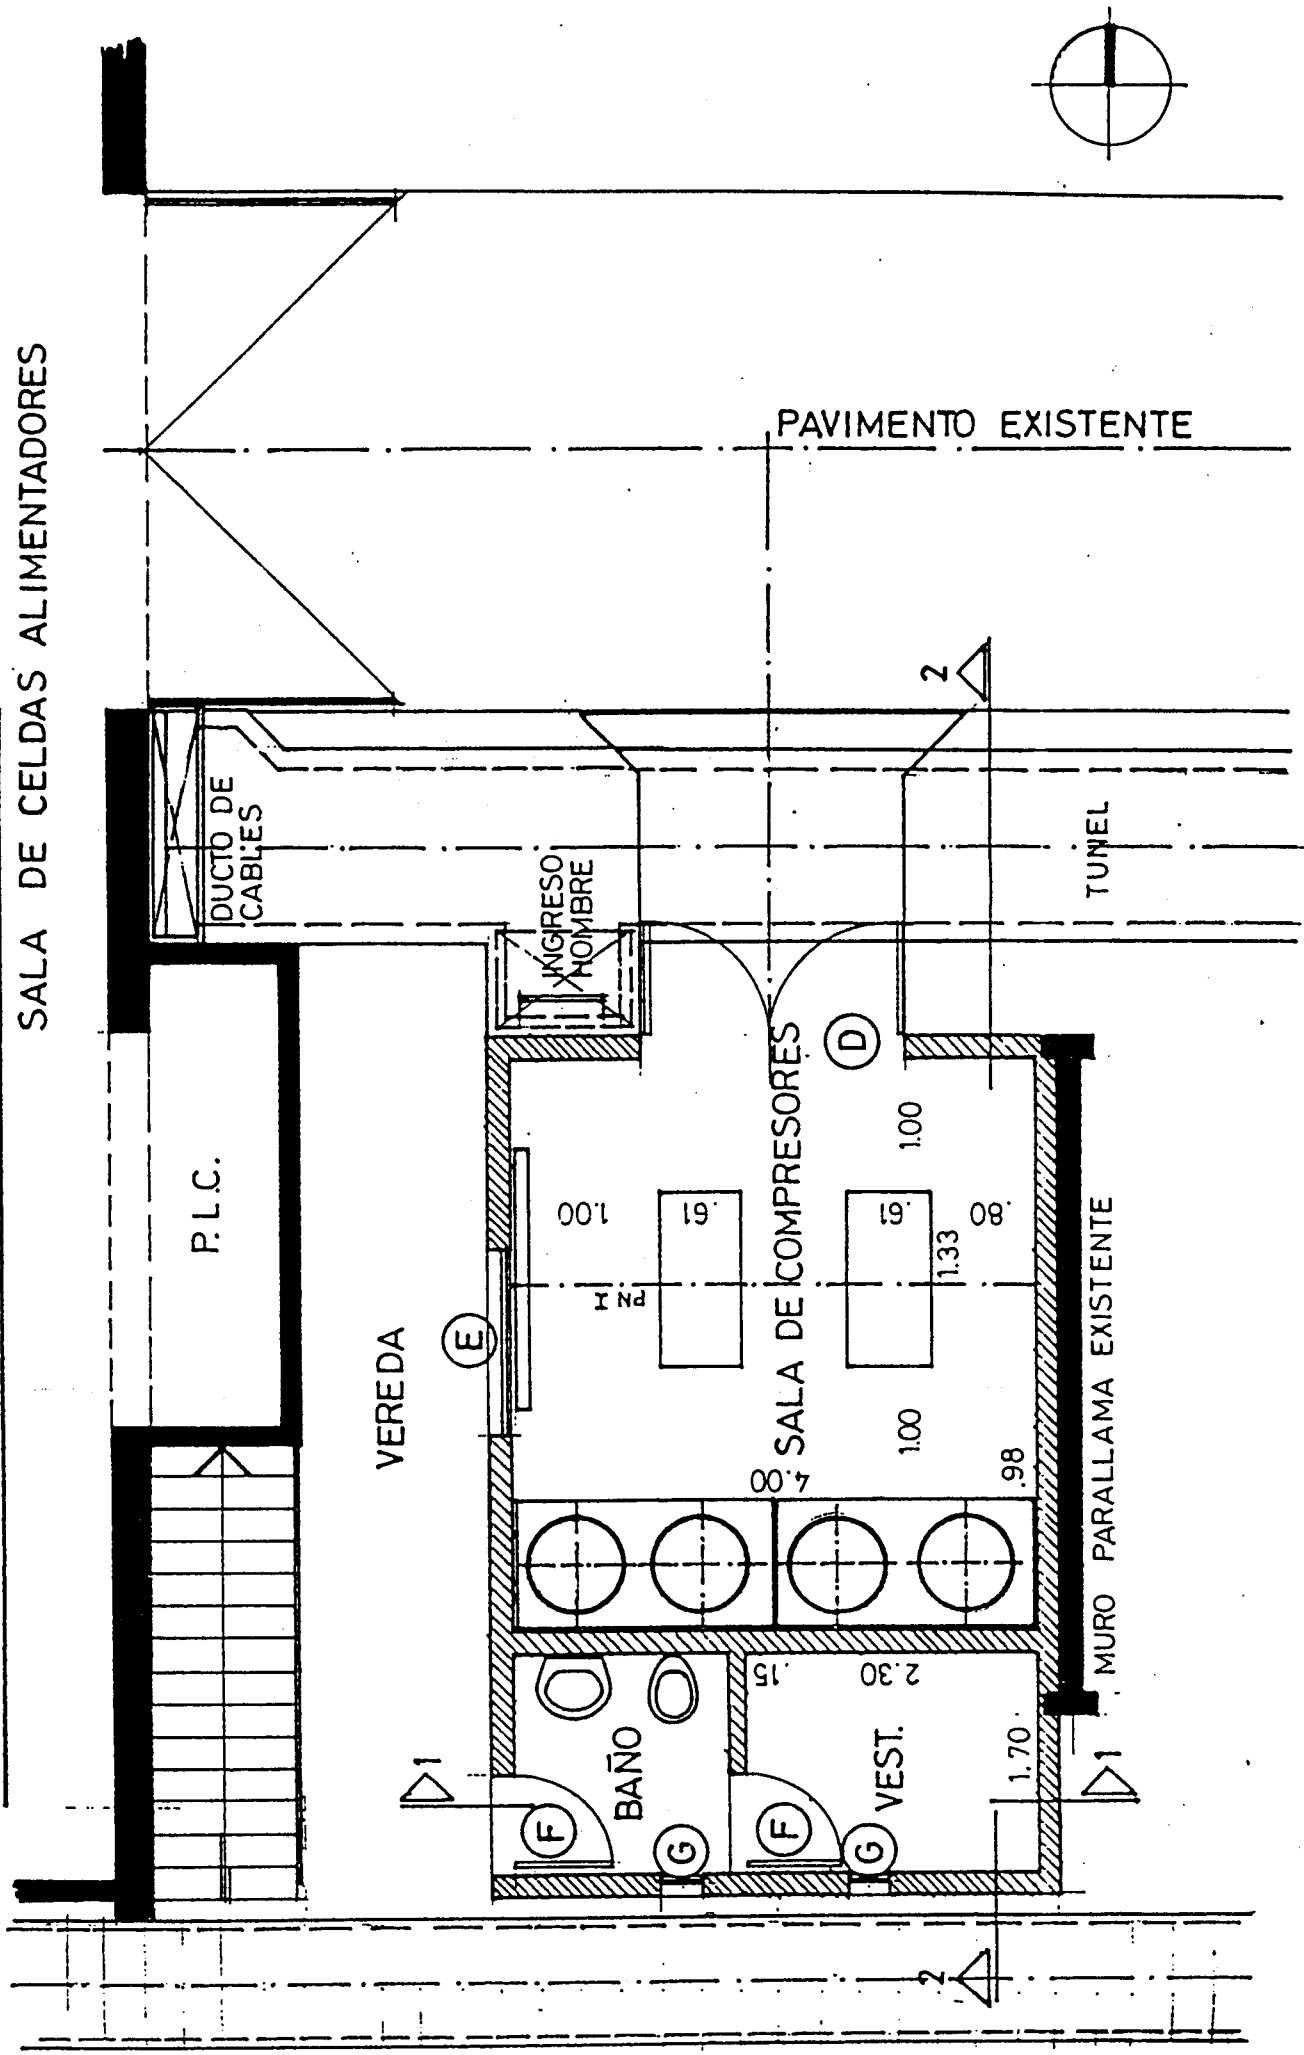 SALA DE CELDAS ALIMENTADORES
PAVIMENTO EXISTENTE
2
DUCTO DE
CABLES
INGRESO
HOMBRE
TUNEL
P.L.C.
VEREDA
E
D
SALA DE COMPRESORES
1.00
1.00
.61
.61
.80
1.33
PN I
1.00
4.00
.98
MURO PARALLAMA EXISTENTE
1
BAÑO
F
G
.15
2.30
VEST.
1.70
F
G
1
2